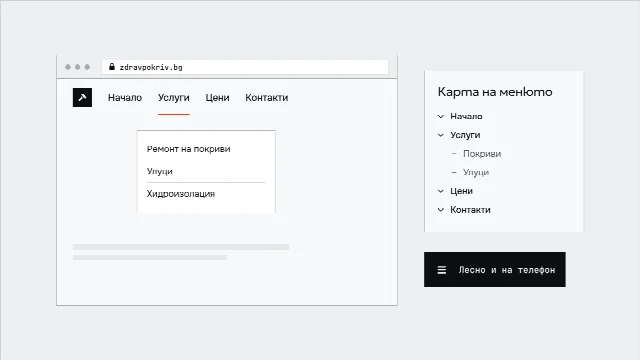 zdravpokriv.bg
Начало Услуги Цени Контакти
Ремонт на покриви
Улуци
Хидроизолация
Карта на менюто
Начало
Услуги
– Покриви
– Улуци
Цени
Контакти
Лесно и на телефон